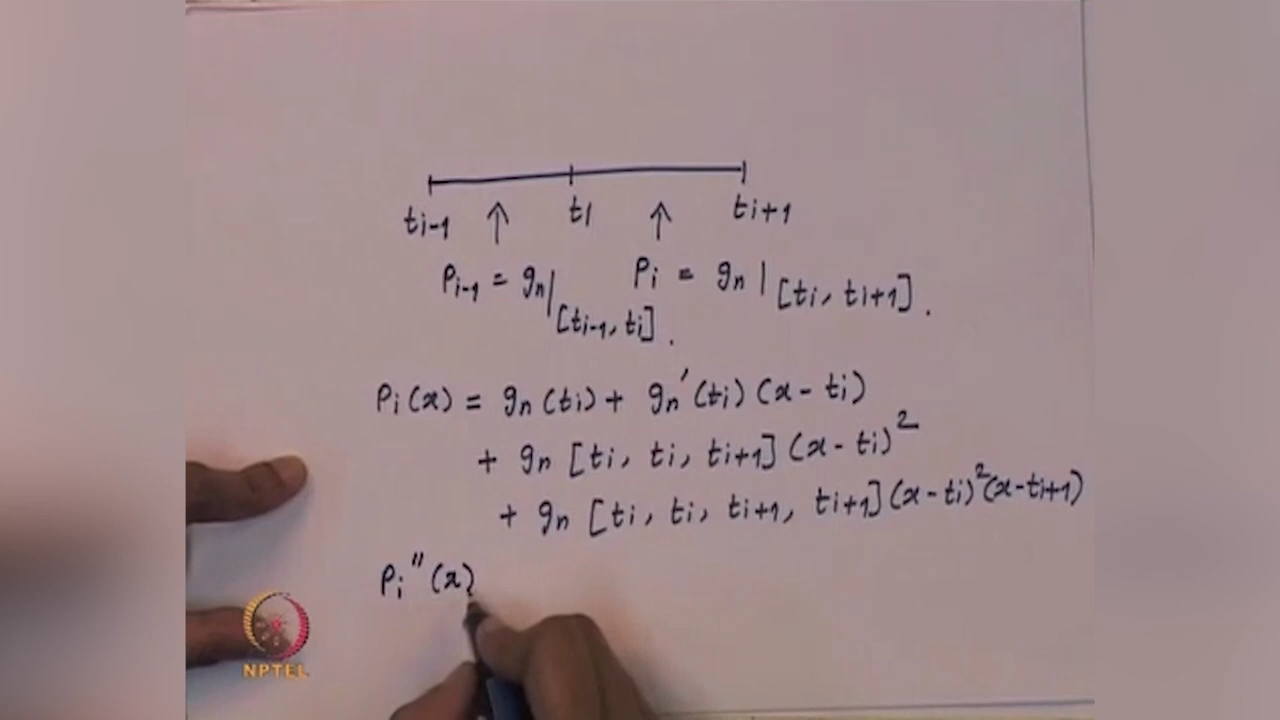 ti-1 ↑ ti ↑ ti+1
Pi-1 = gn|[ti-1, ti]. Pi = gn|[ti, ti+1].
Pi(x) = gn(ti) + gn'(ti)(x-ti)
+ gn[ti, ti, ti+1](x-ti)²
+ gn[ti, ti, ti+1, ti+1](x-ti)²(x-ti+1)
Pi''(x)
NPTEL